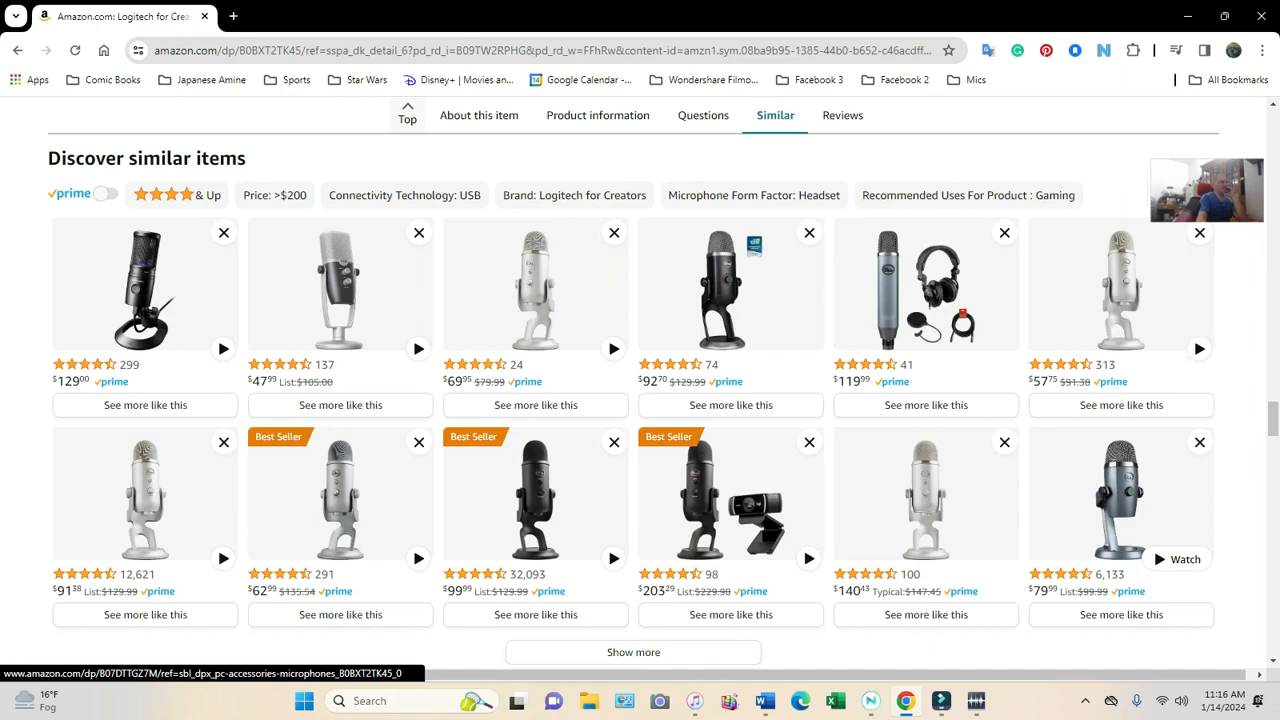 Amazon.com: Logitech for Crea
amazon.com/dp/B0BXT2TK45/ref=sspa_dk_detail_6?pd_rd_i=B09TW2RPHG&pd_rd_w=FFhRw&content-id=amzn1.sym.08ba9b95-1385-44b0-b652-c46acdff...
Apps Comic Books Japanese Amine Sports Star Wars Disney+ | Movies an... Google Calendar -... Wondershare Filmo... Facebook 3 Facebook 2 Mics All Bookmarks
Top About this item Product information Questions Similar Reviews
Discover similar items
prime & Up Price: >$200 Connectivity Technology: USB Brand: Logitech for Creators Microphone Form Factor: Headset Recommended Uses For Product : Gaming
299 137 24 74 41 313
$129.00 prime $47.99 List:$105.00 $69.95 $79.99 prime $92.70 $129.99 prime $119.99 prime $57.75 $91.38 prime
See more like this See more like this See more like this See more like this See more like this See more like this
Best Seller Best Seller Best Seller
Watch
12,621 291 32,093 98 100 6,133
$91.38 List:$129.99 prime $62.99 $135.54 prime $99.99 List:$129.99 prime $203.29 List:$229.98 prime $140.43 Typical:$147.45 prime $79.99 List:$99.99 prime
See more like this See more like this See more like this See more like this See more like this See more like this
Show more
www.amazon.com/dp/B07DTTGZ7M/ref=sbl_dpx_pc-accessories-microphones_B0BXT2TK45_0
16°F
Fog
Search
11:16 AM
1/14/2024